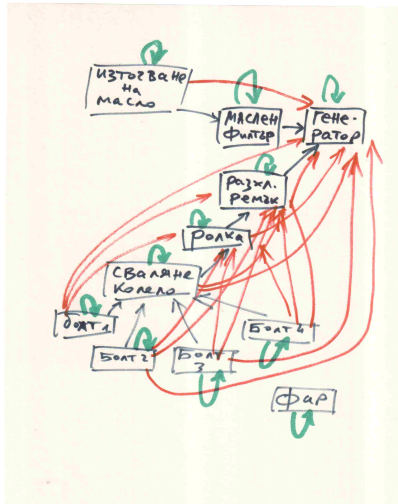 източване
на
масло
маслен
филтър
гене-
ратор
разхл.
ремък
ролка
сваляне
колело
болт 1
болт 2
болт
3
болт 4
фар